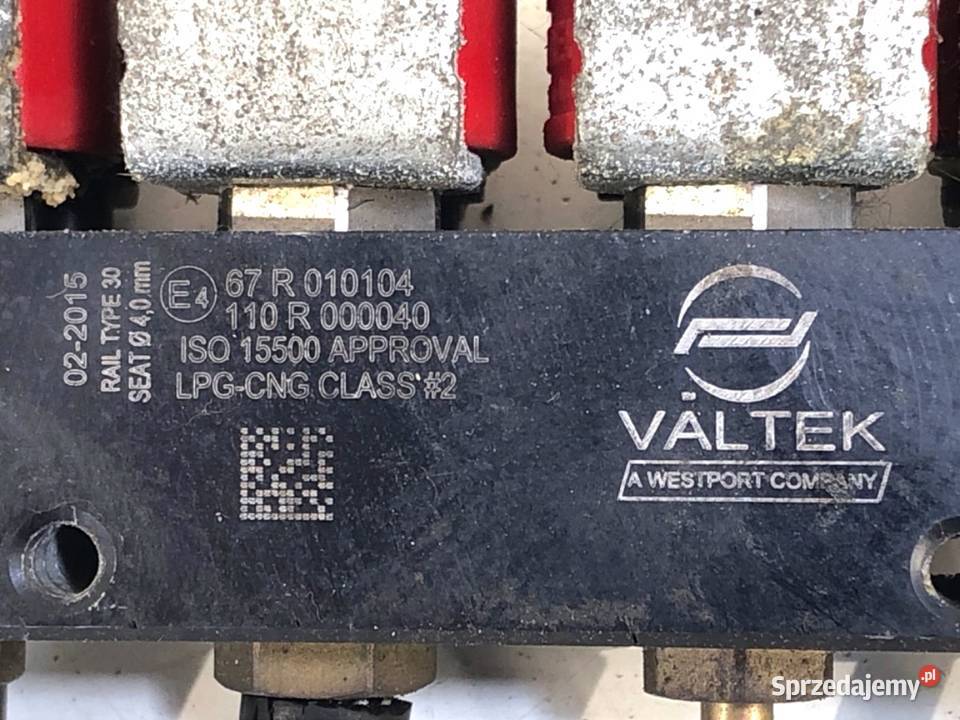 02-2015
RAIL TYPE 30
SEAT Ø 4,0 mm
E4
67 R 010104
110 R 000040
ISO 15500 APPROVAL
LPG-CNG CLASS #2
VALTEK
A WESTPORT COMPANY
Sprzedajemy.pl